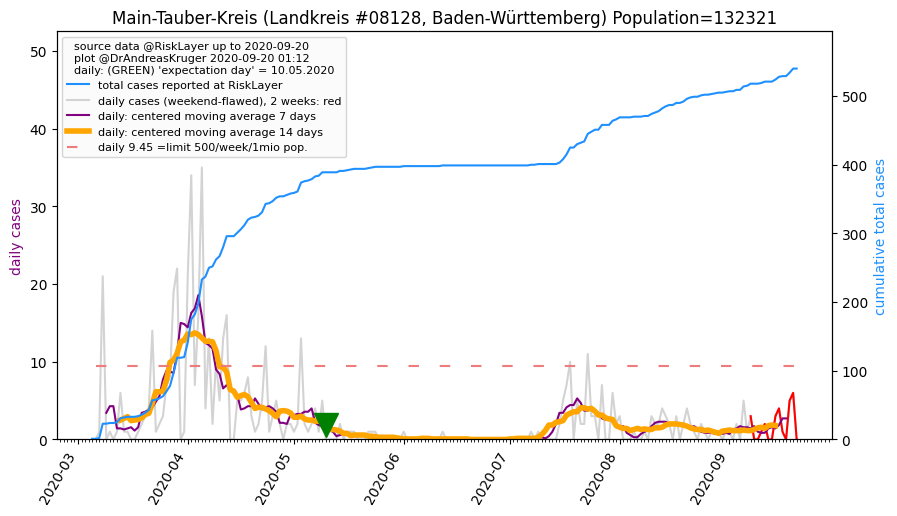 Main-Tauber-Kreis (Landkreis #08128, Baden-Württemberg) Population=132321
source data @RiskLayer up to 2020-09-20
plot @DrAndreasKruger 2020-09-20 01:12
daily: (GREEN) 'expectation day' = 10.05.2020
total cases reported at RiskLayer
daily cases (weekend-flawed), 2 weeks: red
daily: centered moving average 7 days
daily: centered moving average 14 days
daily 9.45 =limit 500/week/1mio pop.
daily cases
50
40
30
20
10
0
cumulative total cases
500
400
300
200
100
0
2020-03
2020-04
2020-05
2020-06
2020-07
2020-08
2020-09